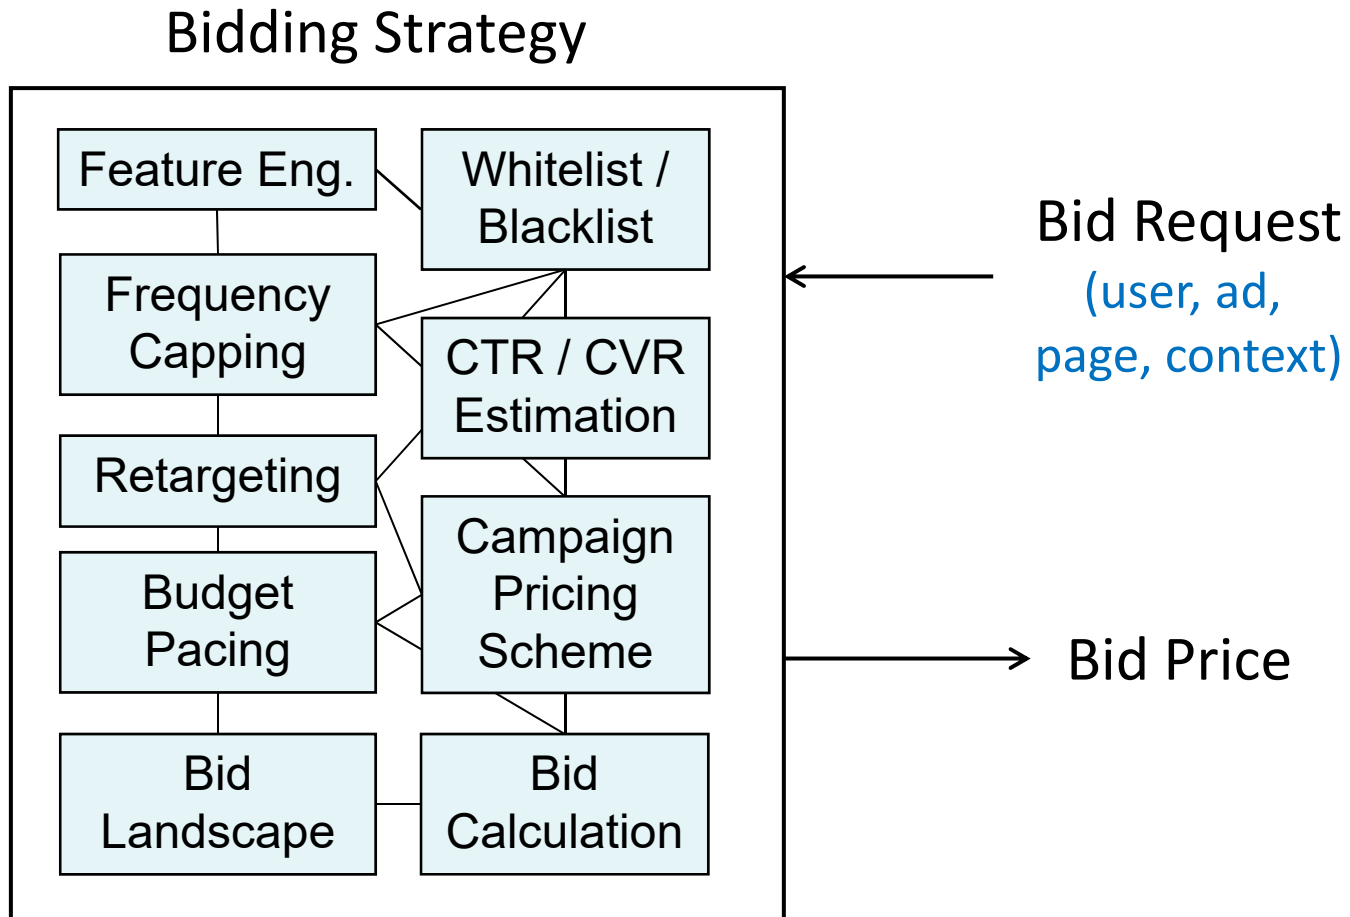 Bidding Strategy
Feature Eng.
Whitelist /
Blacklist
Frequency
Capping
CTR / CVR
Estimation
Retargeting
Campaign
Pricing
Scheme
Budget
Pacing
Bid
Landscape
Bid
Calculation
Bid Request
(user, ad,
page, context)
Bid Price